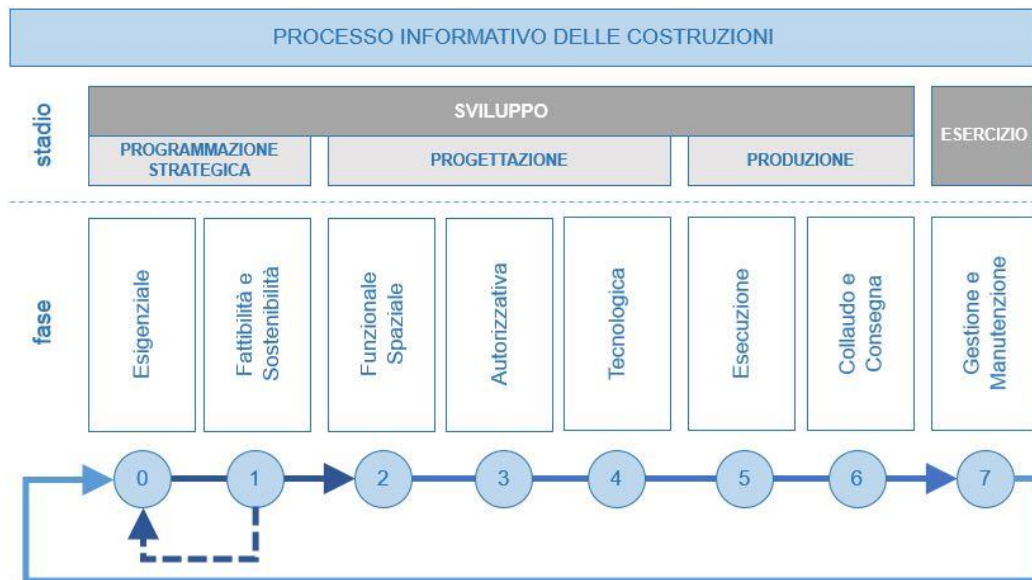 PROCESSO INFORMATIVO DELLE COSTRUZIONI
stadio
SVILUPPO
ESERCIZIO
PROGRAMMAZIONE
STRATEGICA
PROGETTAZIONE
PRODUZIONE
fase
Esigenziale
Fattibilità e
Sostenibilità
Funzionale
Spaziale
Autorizzativa
Tecnologica
Esecuzione
Collaudo e
Consegna
Gestione e
Manutenzione
0
1
2
3
4
5
6
7